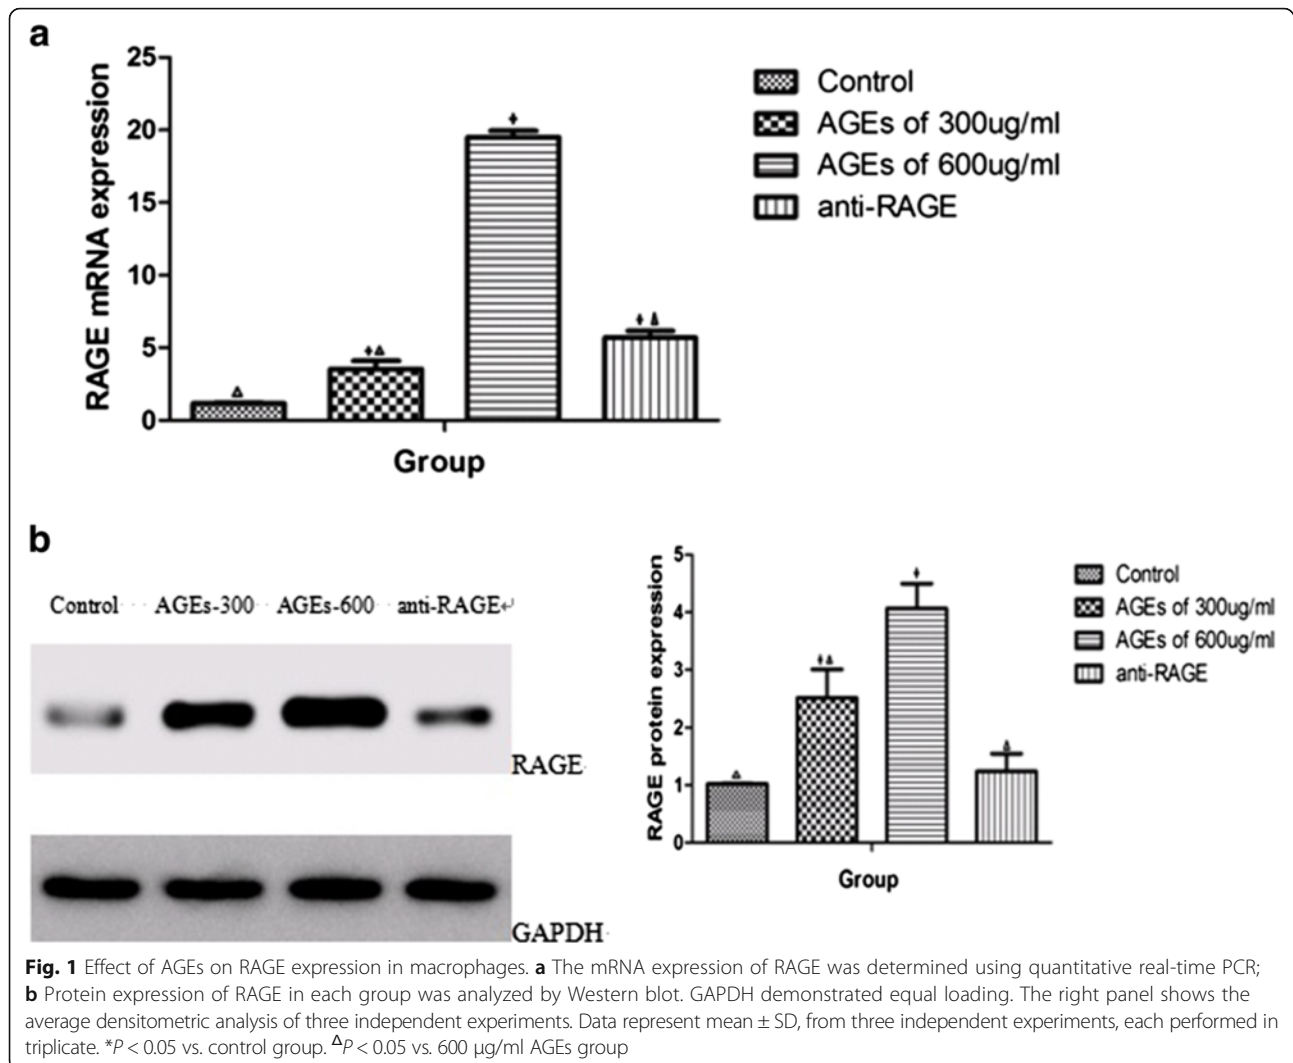 a
25
20
15
10
5
0
RAGE mRNA expression
Group
Control
AGEs of 300ug/ml
AGEs of 600ug/ml
anti-RAGE
b
Control AGEs-300 AGEs-600 anti-RAGE
RAGE
GAPDH
5
4
3
2
1
0
RAGE protein expression
Group
Control
AGEs of 300ug/ml
AGEs of 600ug/ml
anti-RAGE
Fig. 1 Effect of AGEs on RAGE expression in macrophages. a The mRNA expression of RAGE was determined using quantitative real-time PCR;
b Protein expression of RAGE in each group was analyzed by Western blot. GAPDH demonstrated equal loading. The right panel shows the
average densitometric analysis of three independent experiments. Data represent mean ± SD, from three independent experiments, each performed in
triplicate. *P < 0.05 vs. control group. ΔP < 0.05 vs. 600 μg/ml AGEs group